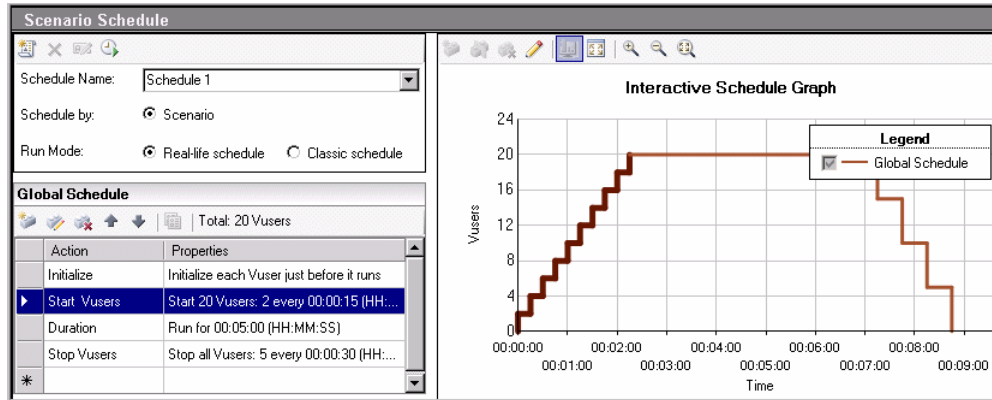 Scenario Schedule
Schedule Name: Schedule 1
Schedule by: Scenario
Run Mode: Real-life schedule Classic schedule
Global Schedule
Total: 20 Vusers
Action Properties
Initialize Initialize each Vuser just before it runs
Start Vusers Start 20 Vusers: 2 every 00:00:15 (HH:...
Duration Run for 00:05:00 (HH:MM:SS)
Stop Vusers Stop all Vusers: 5 every 00:00:30 (HH:...
Interactive Schedule Graph
Legend
Global Schedule
Vusers
24
20
16
12
8
4
0
00:00:00 00:02:00 00:04:00 00:06:00 00:08:00
00:01:00 00:03:00 00:05:00 00:07:00 00:09:00
Time